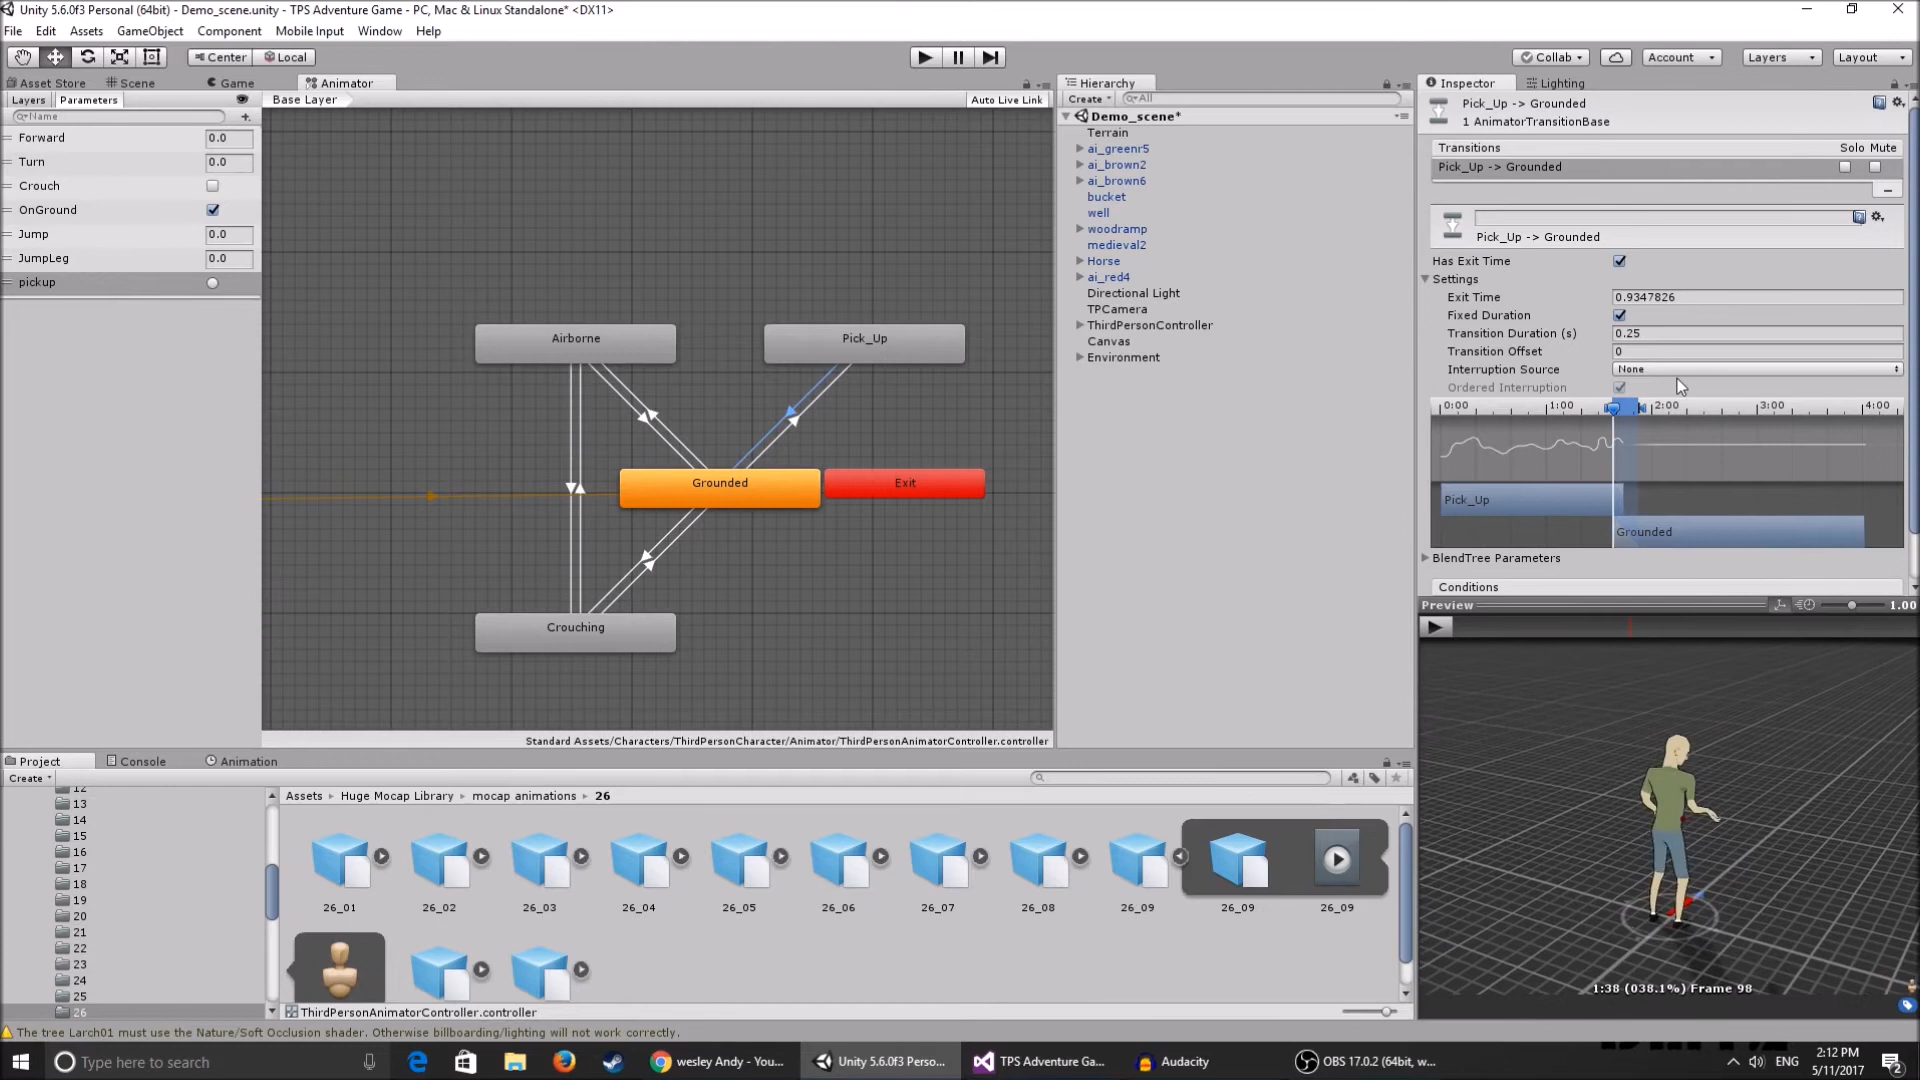 Unity 5.6.0f3 Personal (64bit) - Demo_scene.unity - TPS Adventure Game - PC, Mac & Linux Standalone* <DX11>
File Edit Assets GameObject Component Mobile Input Window Help
Center Local Collab Account Layers Layout
Asset Store Scene Game Animator
Layers Parameters
Base Layer Auto Live Link
Name
Forward 0.0
Turn 0.0
Crouch
OnGround
Jump 0.0
JumpLeg 0.0
pickup
Airborne
Pick_Up
Grounded
Exit
Crouching
Standard Assets/Characters/ThirdPersonCharacter/Animator/ThirdPersonAnimatorController.controller
Hierarchy
Create All
Demo_scene*
Terrain
ai_greenr5
ai_brown2
ai_brown6
bucket
well
woodramp
medieval2
Horse
ai_red4
Directional Light
TPCamera
ThirdPersonController
Canvas
Environment
Inspector Lighting
Pick_Up -> Grounded
1 AnimatorTransitionBase
Transitions Solo Mute
Pick_Up -> Grounded
Pick_Up -> Grounded
Has Exit Time
Settings
Exit Time 0.9347826
Fixed Duration
Transition Duration (s) 0.25
Transition Offset 0
Interruption Source None
Ordered Interruption
0:00 1:00 2:00 3:00 4:00
Pick_Up
Grounded
BlendTree Parameters
Conditions
Preview 1.00
1:38 (038.1%) Frame 98
Project Console Animation
Create
12
13
14
15
16
17
18
19
20
21
22
23
24
25
26
Assets Huge Mocap Library mocap animations 26
26_01 26_02 26_03 26_04 26_05 26_06 26_07 26_08 26_09 26_09 26_09
ThirdPersonAnimatorController.controller
The tree Larch01 must use the Nature/Soft Occlusion shader. Otherwise billboarding/lighting will not work correctly.
Type here to search
wesley Andy - You...
Unity 5.6.0f3 Perso...
TPS Adventure Ga...
Audacity
OBS 17.0.2 (64bit, w...
ENG
2:12 PM
5/11/2017
2